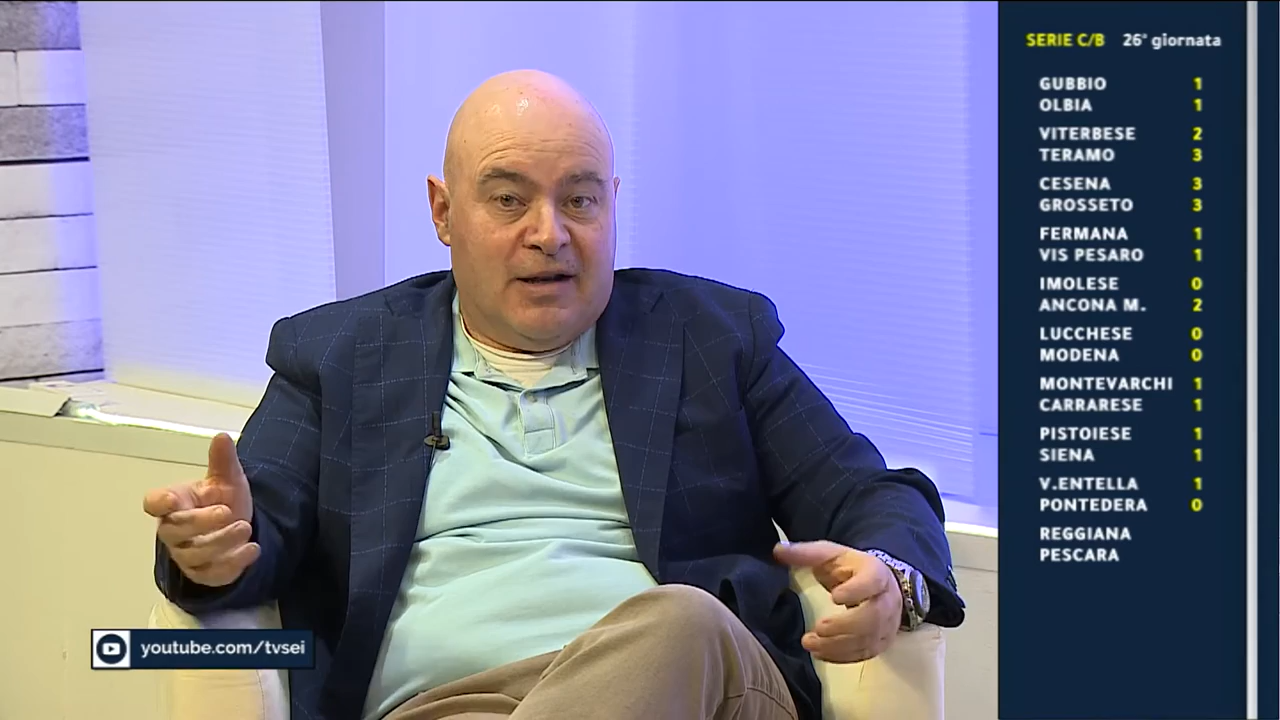 SERIE C/B 26ª giornata
GUBBIO 1
OLBIA 1
VITERBESE 2
TERAMO 3
CESENA 3
GROSSETO 3
FERMANA 1
VIS PESARO 1
IMOLESE 0
ANCONA M. 2
LUCCHESE 0
MODENA 0
MONTEVARCHI 1
CARRARESE 1
PISTOIESE 1
SIENA 1
V.ENTELLA 1
PONTEDERA 0
REGGIANA
PESCARA
youtube.com/tvsei